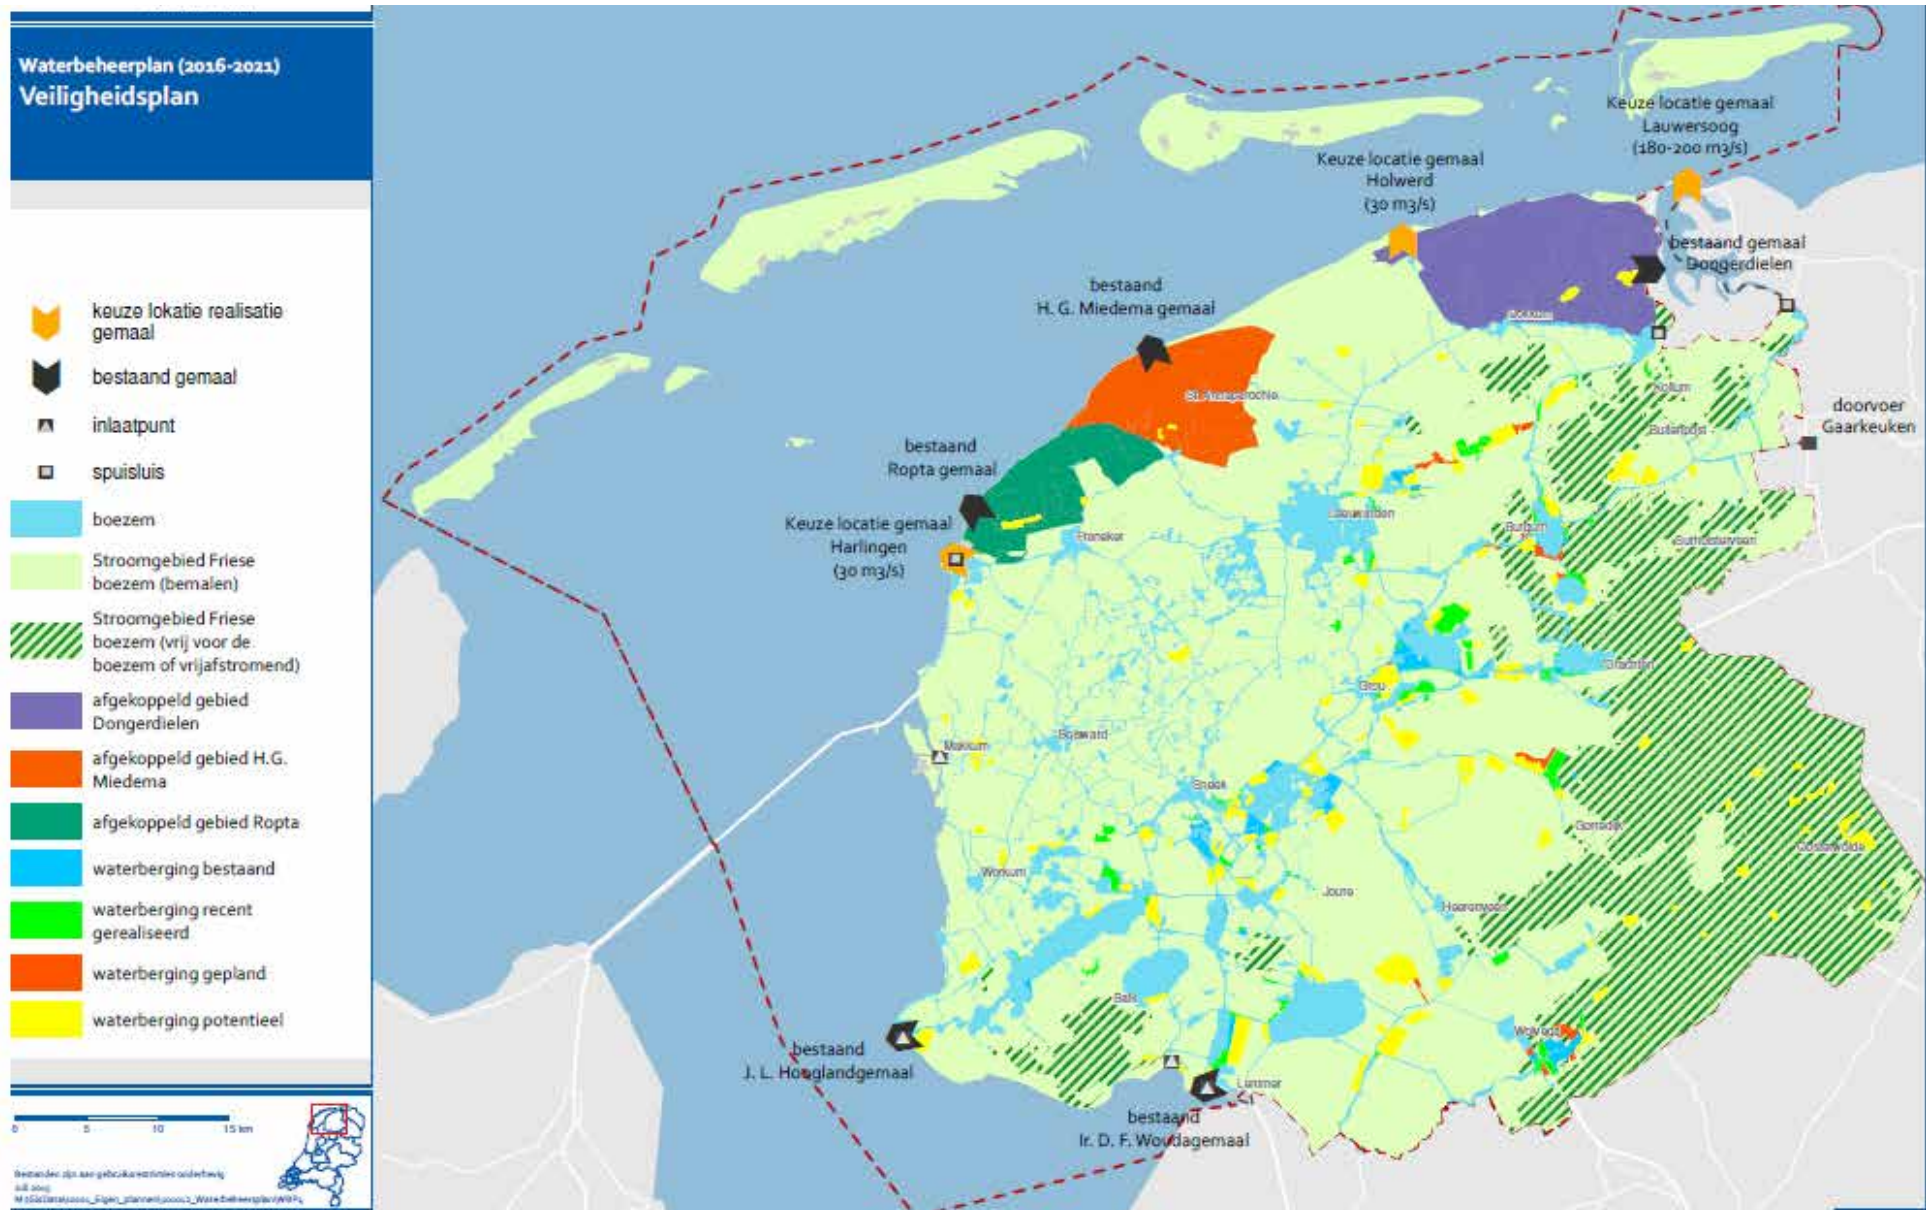 Waterbeheerplan (2016-2021)
Veiligheidsplan
keuze lokatie realisatie
gemaal
bestaand gemaal
inlaatpunt
spuisluis
boezem
Stroomgebied Friese
boezem (bemalen)
Stroomgebied Friese
boezem (vrij voor de
boezem of vrijafstromend)
afgekoppeld gebied
Dongerdielen
afgekoppeld gebied H.G.
Miedema
afgekoppeld gebied Ropta
waterberging bestaand
waterberging recent
gerealiseerd
waterberging gepland
waterberging potentieel
0 5 10 15 km
Bestanden zijn aan gebruiksrestricties onderhevig
Keuze locatie gemaal
Lauwersoog
(180-200 m3/s)
Keuze locatie gemaal
Holwerd
(30 m3/s)
bestaand gemaal
Dongerdielen
bestaand
H. G. Miedema gemaal
doorvoer
Gaarkeuken
bestaand
Ropta gemaal
Keuze locatie gemaal
Harlingen
(30 m3/s)
bestaand
J. L. Hooglandgemaal
bestaand
Ir. D. F. Woudagemaal
Dokkum
Kollum
St. Annaparochie
Buitenpost
Leeuwarden
Franeker
Burgum
Surhuisterveen
Drachten
Grou
Bolsward
Makkum
Sneek
Gorredijk
Oosterwolde
Workum
Joure
Heerenveen
Balk
Wolvega
Lemmer